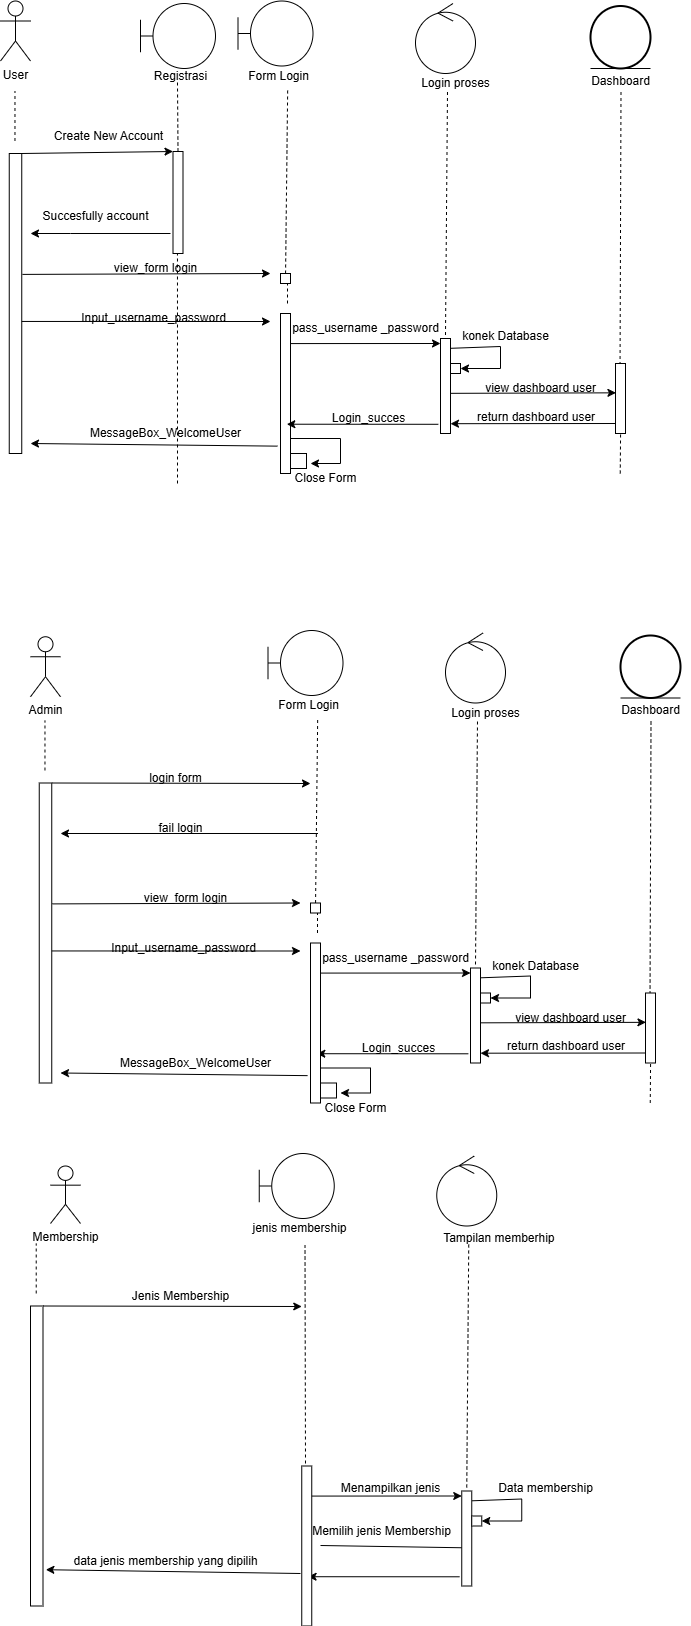 User
Registrasi
Form Login
Login proses
Dashboard
Create New Account
Succesfully account
view_form login
Input_username_password
pass_username _password
konek Database
view dashboard user
return dashboard user
Login_succes
MessageBox_WelcomeUser
Close Form
Admin
Form Login
Login proses
Dashboard
login form
fail login
view_form login
Input_username_password
pass_username _password
konek Database
view dashboard user
return dashboard user
Login_succes
MessageBox_WelcomeUser
Close Form
Membership
jenis membership
Tampilan memberhip
Jenis Membership
Menampilkan jenis
Data membership
Memilih jenis Membership
data jenis membership yang dipilih